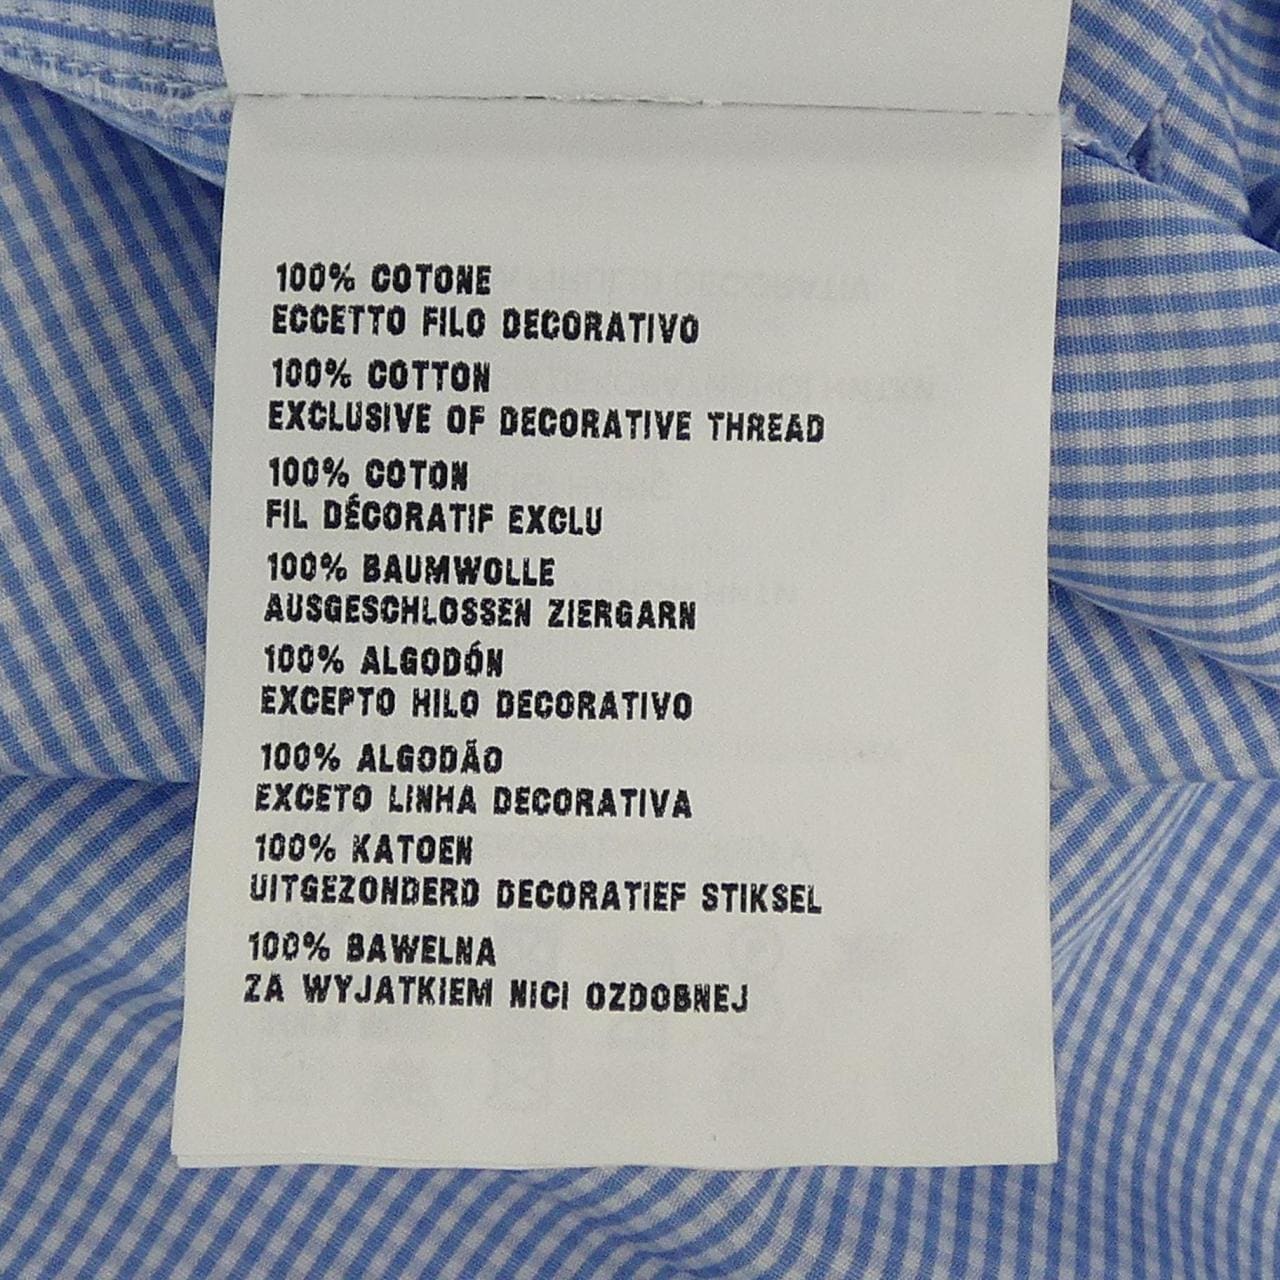 100% COTONE
ECCETTO FILO DECORATIVO
100% COTTON
EXCLUSIVE OF DECORATIVE THREAD
100% COTON
FIL DÉCORATIF EXCLU
100% BAUMWOLLE
AUSGESCHLOSSEN ZIERGARN
100% ALGODÓN
EXCEPTO HILO DECORATIVO
100% ALGODÃO
EXCETO LINHA DECORATIVA
100% KATOEN
UITGEZONDERD DECORATIEF STIKSEL
100% BAWELNA
ZA WYJATKIEM NICI OZDOBNEJ